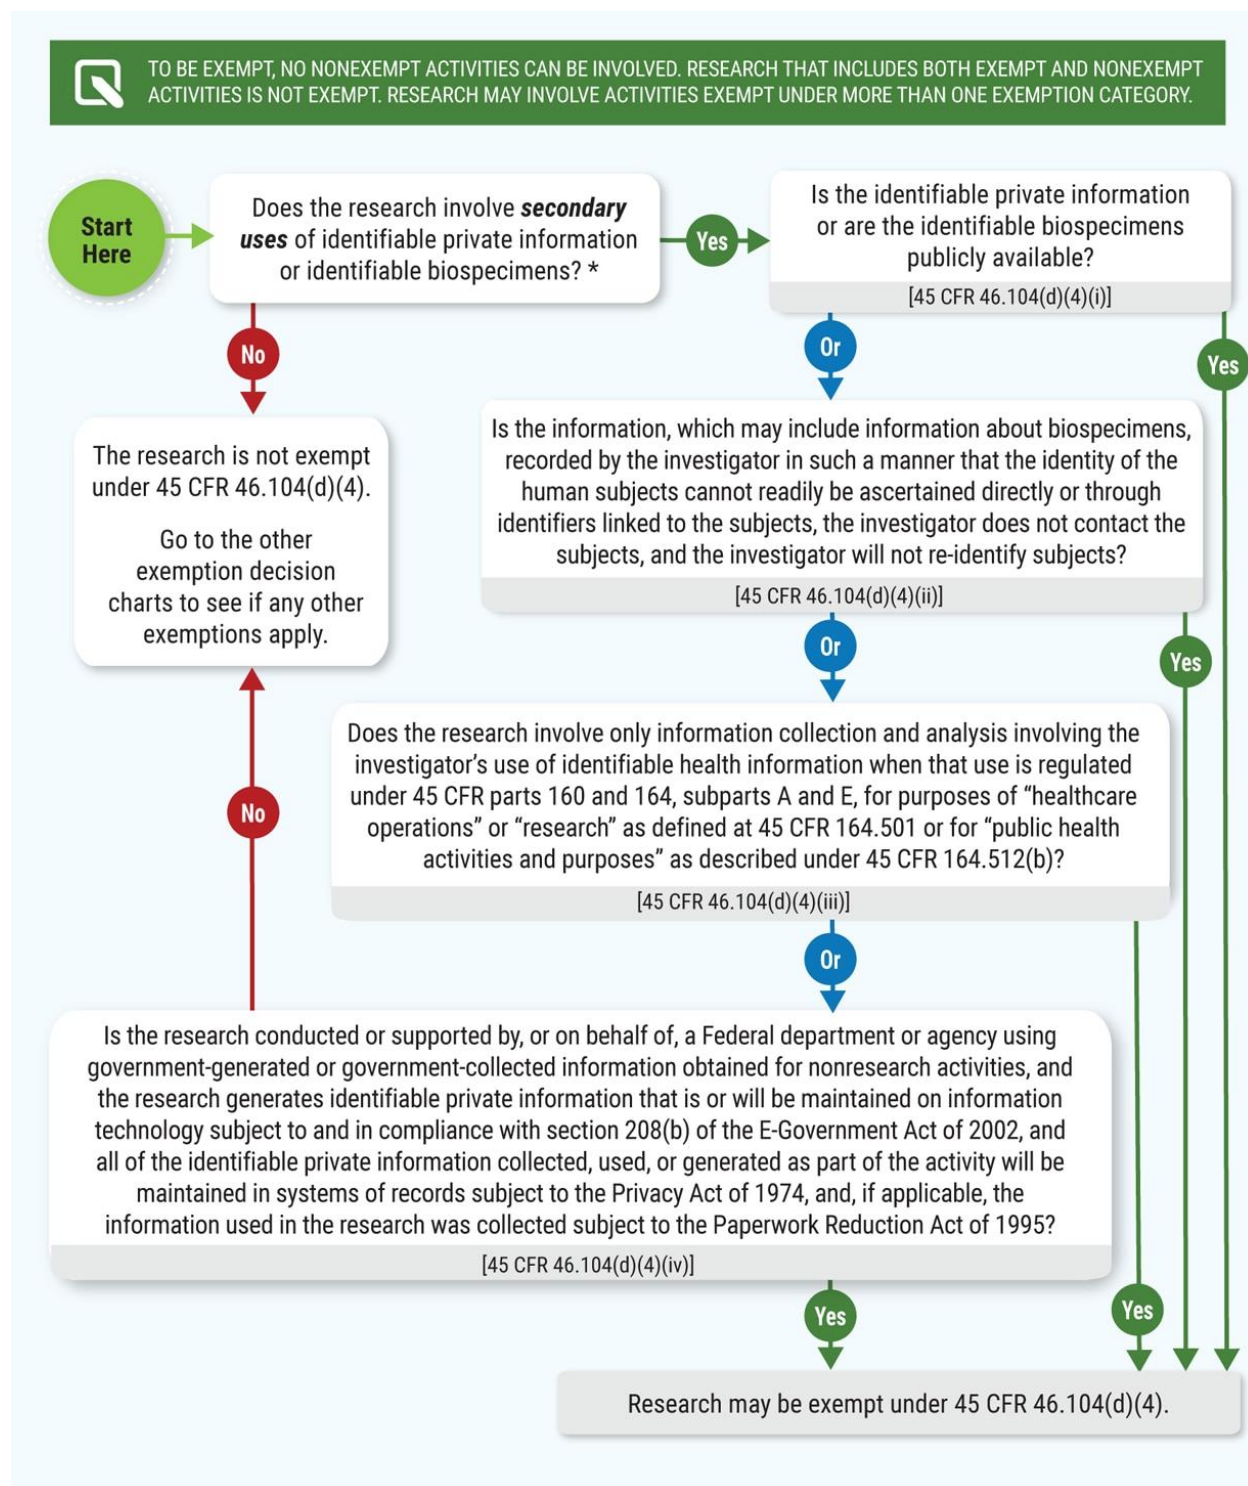 TO BE EXEMPT, NO NONEXEMPT ACTIVITIES CAN BE INVOLVED. RESEARCH THAT INCLUDES BOTH EXEMPT AND NONEXEMPT
ACTIVITIES IS NOT EXEMPT. RESEARCH MAY INVOLVE ACTIVITIES EXEMPT UNDER MORE THAN ONE EXEMPTION CATEGORY.
Start
Here
Does the research involve secondary
uses of identifiable private information
or identifiable biospecimens? *
Yes
Is the identifiable private information
or are the identifiable biospecimens
publicly available?
[45 CFR 46.104(d)(4)(i)]
No
Or
Yes
The research is not exempt
under 45 CFR 46.104(d)(4).
Go to the other
exemption decision
charts to see if any other
exemptions apply.
Is the information, which may include information about biospecimens,
recorded by the investigator in such a manner that the identity of the
human subjects cannot readily be ascertained directly or through
identifiers linked to the subjects, the investigator does not contact the
subjects, and the investigator will not re-identify subjects?
[45 CFR 46.104(d)(4)(ii)]
Or
Yes
Does the research involve only information collection and analysis involving the
investigator's use of identifiable health information when that use is regulated
under 45 CFR parts 160 and 164, subparts A and E, for purposes of “healthcare
operations” or “research” as defined at 45 CFR 164.501 or for “public health
activities and purposes” as described under 45 CFR 164.512(b)?
[45 CFR 46.104(d)(4)(iii)]
No
Or
Is the research conducted or supported by, or on behalf of, a Federal department or agency using
government-generated or government-collected information obtained for nonresearch activities, and
the research generates identifiable private information that is or will be maintained on information
technology subject to and in compliance with section 208(b) of the E-Government Act of 2002, and
all of the identifiable private information collected, used, or generated as part of the activity will be
maintained in systems of records subject to the Privacy Act of 1974, and, if applicable, the
information used in the research was collected subject to the Paperwork Reduction Act of 1995?
[45 CFR 46.104(d)(4)(iv)]
Yes
Yes
Research may be exempt under 45 CFR 46.104(d)(4).